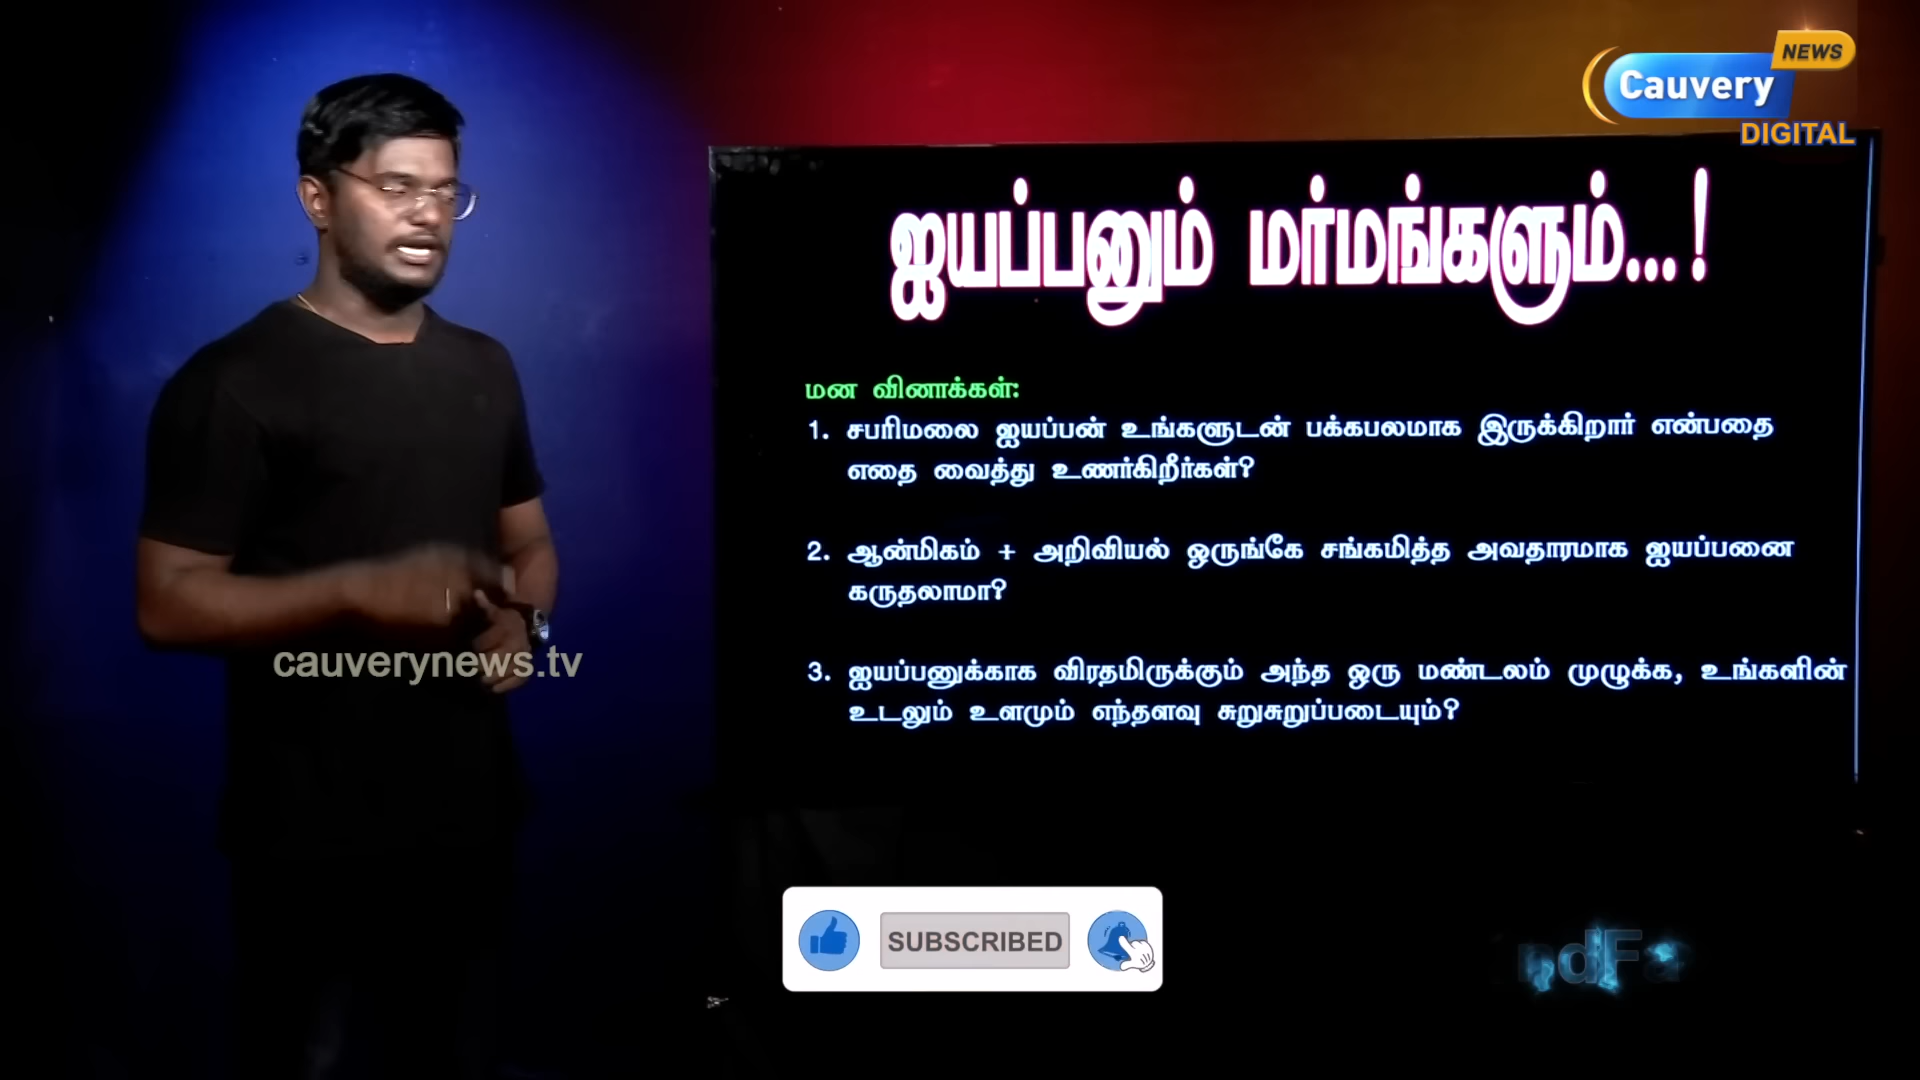 NEWS
Cauvery
DIGITAL
ஐயப்பனும் மர்மங்களும்...!
மன வினாக்கள்:
1. சபரிமலை ஐயப்பன் உங்களுடன் பக்கபலமாக இருக்கிறார் என்பதை
எதை வைத்து உணர்கிறீர்கள்?
2. ஆன்மிகம் + அறிவியல் ஒருங்கே சங்கமித்த அவதாரமாக ஐயப்பனை
கருதலாமா?
3. ஐயப்பனுக்காக விரதமிருக்கும் அந்த ஒரு மண்டலம் முழுக்க, உங்களின்
உடலும் உளமும் எந்தளவு சுறுசுறுப்படையும்?
cauverynews.tv
SUBSCRIBED